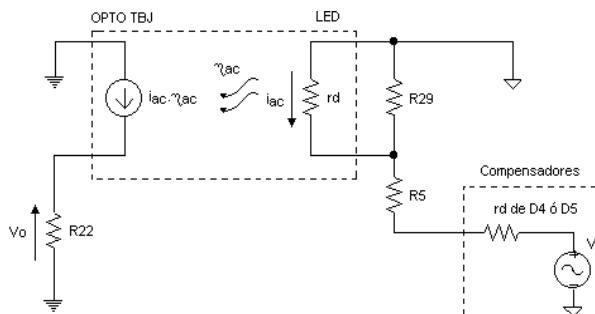 OPTO TBJ
LED
iac.ηac
ηac
iac
rd
R29
Compensadores
R5
rd de D4 ó D5
Vo
R22
V